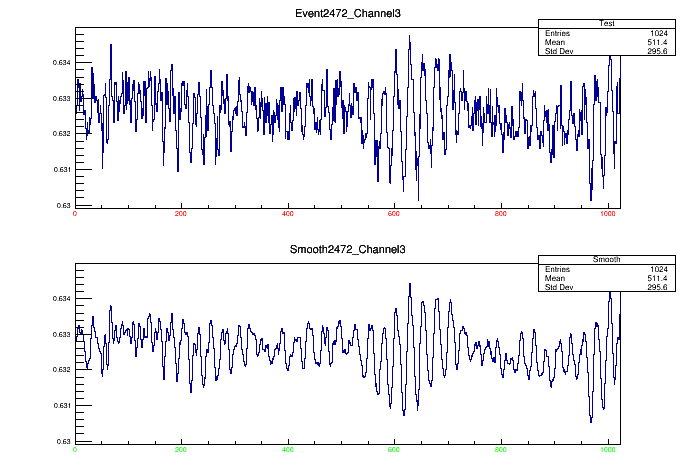 Event2472_Channel3
Test
Entries 1024
Mean 511.4
Std Dev 295.6
0.634
0.633
0.632
0.631
0.63
0 200 400 600 800 1000
Smooth2472_Channel3
Smooth
Entries 1024
Mean 511.4
Std Dev 295.6
0.634
0.633
0.632
0.631
0.63
0 200 400 600 800 1000